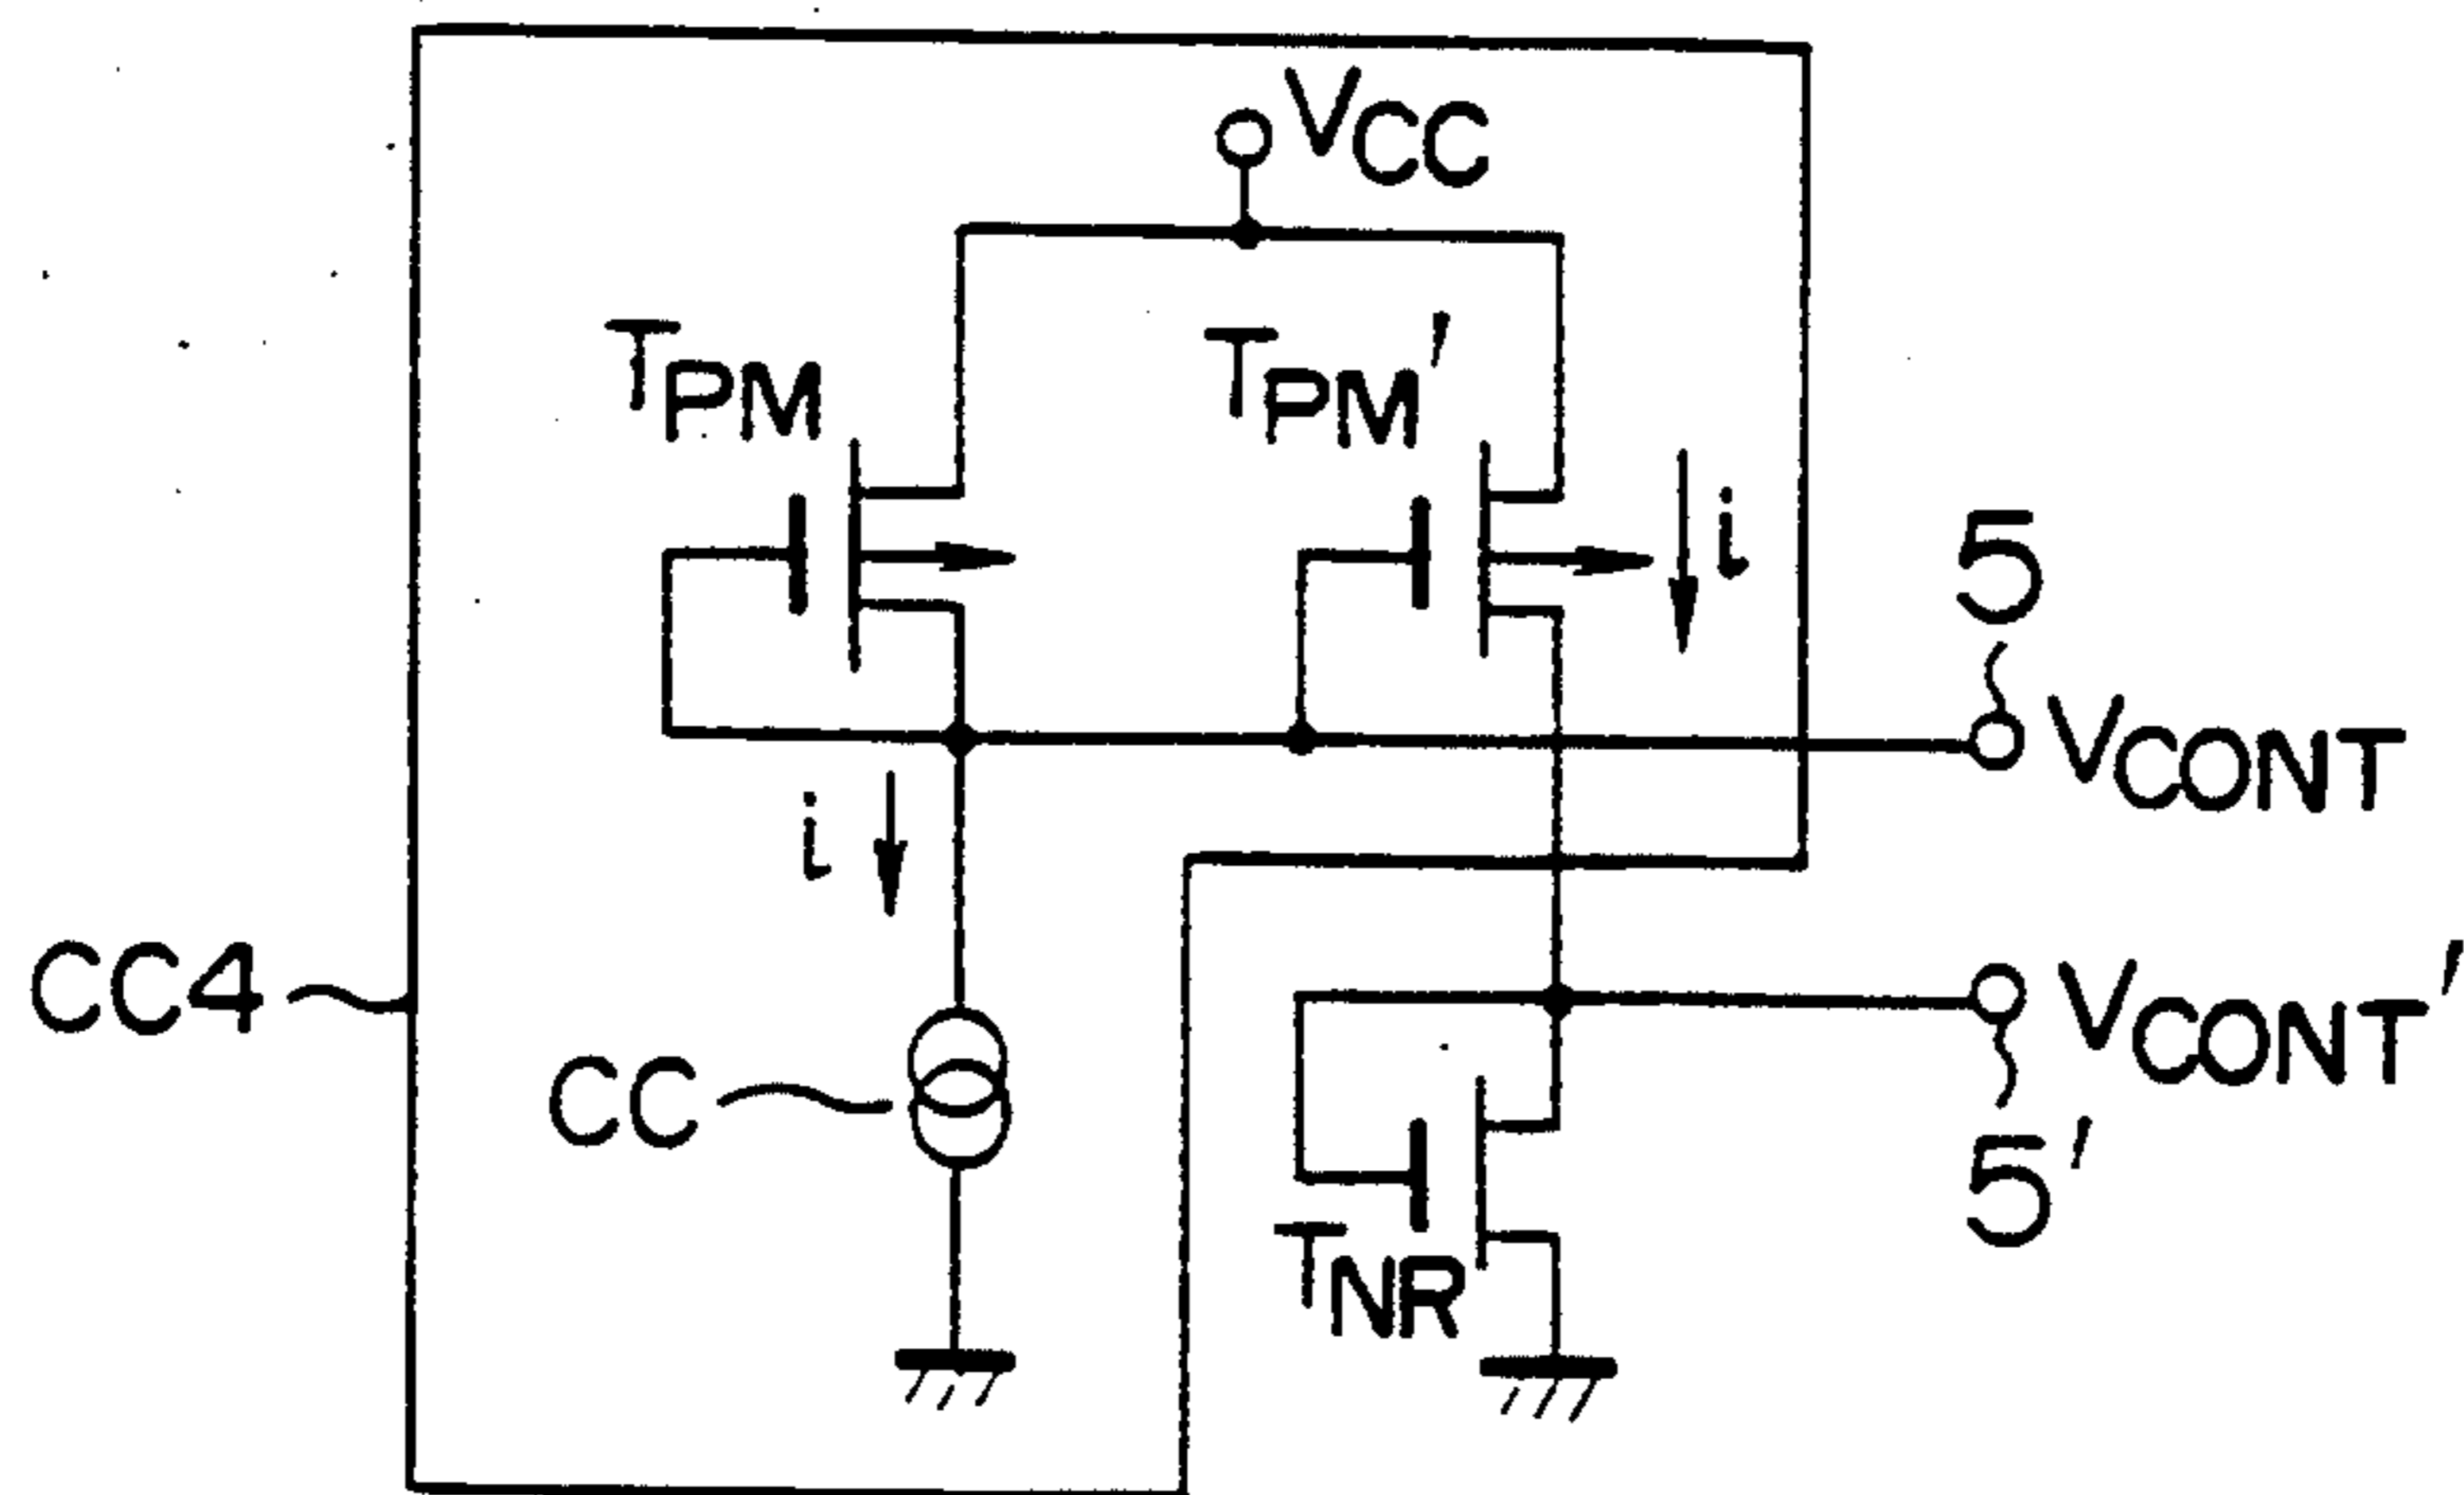 VCC
TPM
TPM'
i
5
VCONT
i
CC4
VCONT'
CC
5'
TNR